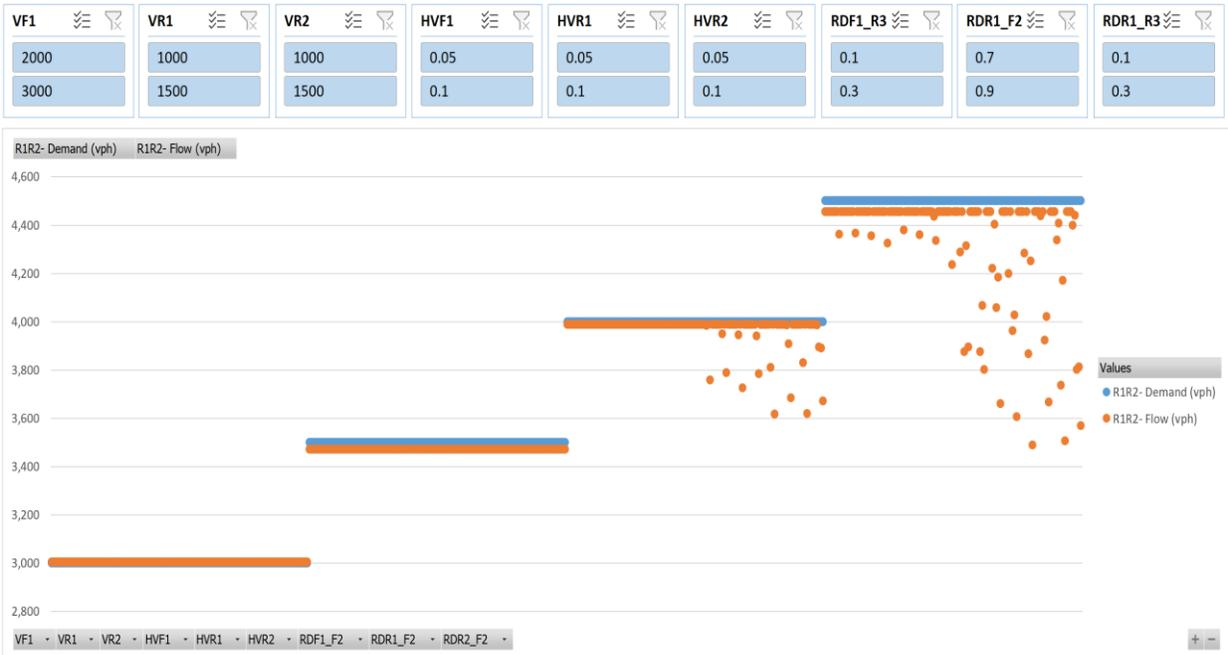 VF1 VR1 VR2 HVF1 HVR1 HVR2 RDF1_R3 RDR1_F2 RDR1_R3
2000 1000 1000 0.05 0.05 0.05 0.1 0.7 0.1
3000 1500 1500 0.1 0.1 0.1 0.3 0.9 0.3
R1R2- Demand (vph) R1R2- Flow (vph)
4,600
4,400
4,200
4,000
3,800
3,600
3,400
3,200
3,000
2,800
Values
R1R2- Demand (vph)
R1R2- Flow (vph)
VF1 VR1 VR2 HVF1 HVR1 HVR2 RDF1_F2 RDR1_F2 RDR2_F2
+ −